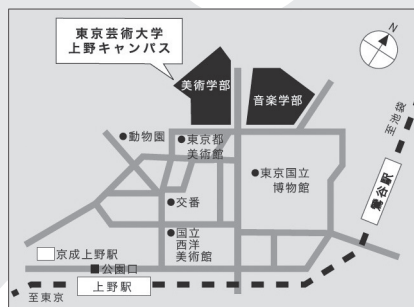 東京芸術大学
上野キャンパス
N
美術学部
音楽学部
至池袋
動物園
東京都
美術館
東京国立
博物館
鶯谷駅
交番
国立
西洋
美術館
京成上野駅
公園口
上野駅
至東京